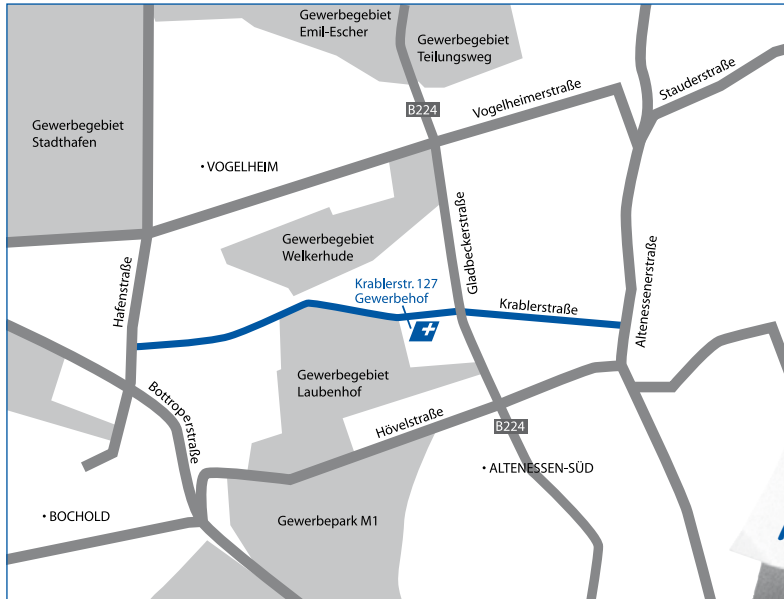 Gewerbegebiet
Emil-Escher
Gewerbegebiet
Teilungsweg
B224
Vogelheimerstraße
Stauderstraße
Gewerbegebiet
Stadthafen
• VOGELHEIM
Gladbeckerstraße
Gewerbegebiet
Welkerhude
Hafenstraße
Krablerstr. 127
Gewerbehof
Krablerstraße
Altenessenerstraße
Gewerbegebiet
Laubenhof
Bottroperstraße
Hövelstraße
B224
• ALTENESSEN-SÜD
• BOCHOLD
Gewerbepark M1